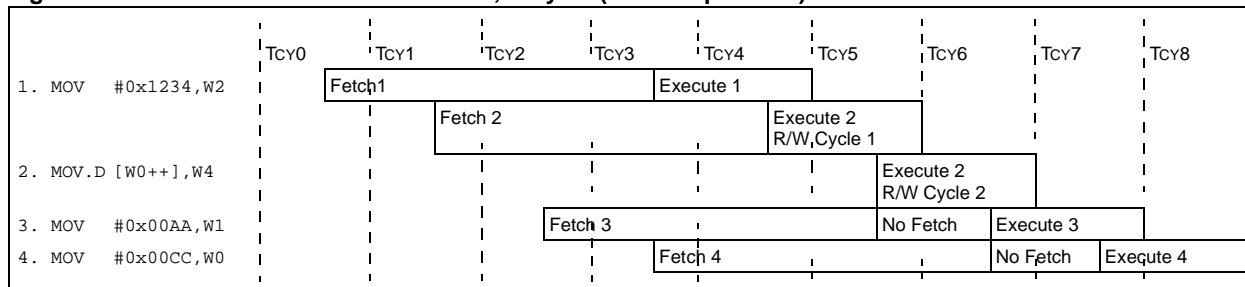 TCY0 TCY1 TCY2 TCY3 TCY4 TCY5 TCY6 TCY7 TCY8
1. MOV #0x1234,W2 Fetch1 Execute 1
Fetch 2 Execute 2
R/W Cycle 1
2. MOV.D [W0++],W4 Execute 2
R/W Cycle 2
3. MOV #0x00AA,W1 Fetch 3 No Fetch Execute 3
4. MOV #0x00CC,W0 Fetch 4 No Fetch Execute 4